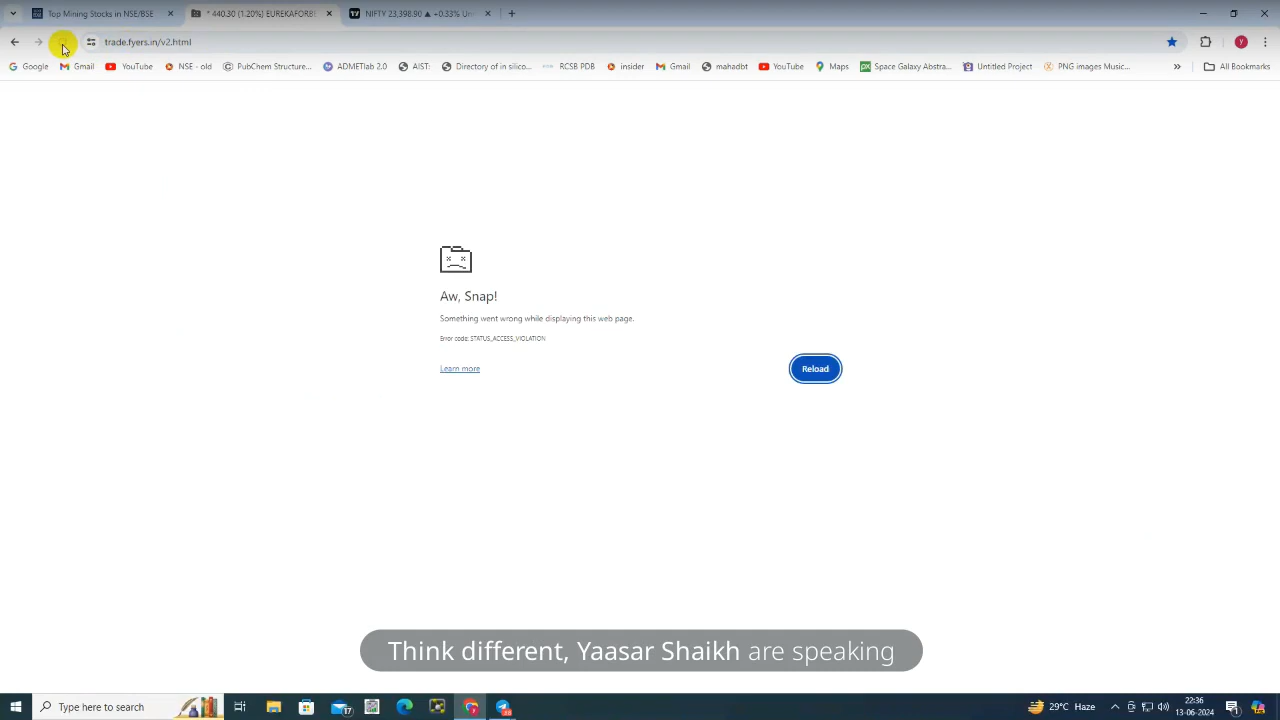 Top Mining Stocks in NSE/BSE
* 440.30 (1.20%) EUREKAFORBE
NIFTY 23,398.90 ▲ +0.33% Un
trade.fyers.in/v2.html
Y
Google
Gmail
YouTube
NSE - old
PubChem Structure...
ADMETlab 2.0
AIST:
Directory of in silico...
RCSB PDB
insider
Gmail
mahadbt
YouTube
Maps
Space Galaxy Abstra...
Untitled Project
PNG images Music...
»
All Bookmarks
Aw, Snap!
Something went wrong while displaying this web page.
Error code: STATUS_ACCESS_VIOLATION
Learn more
Reload
Think different, Yaasar Shaikh are speaking
Type here to search
17
29°C Haze
22:36
13-06-2024